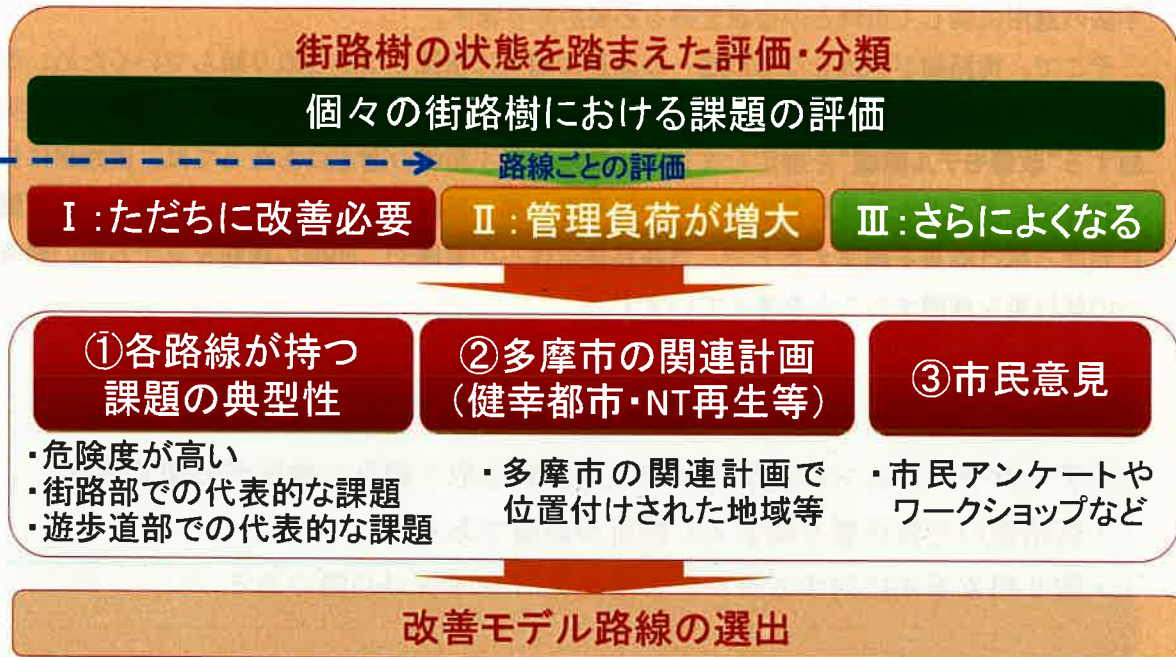 街路樹の状態を踏まえた評価・分類
個々の街路樹における課題の評価
路線ごとの評価
Ⅰ：ただちに改善必要
Ⅱ：管理負荷が増大
Ⅲ：さらによくなる
①各路線が持つ
課題の典型性
・危険度が高い
・街路部での代表的な課題
・遊歩道部での代表的な課題
②多摩市の関連計画
（健幸都市・NT再生等）
・多摩市の関連計画で
位置付けされた地域等
③市民意見
・市民アンケートや
ワークショップなど
改善モデル路線の選出